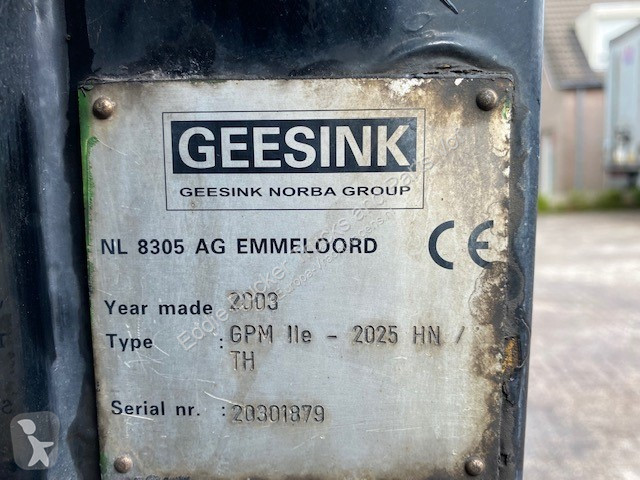 GEESINK
GEESINK NORBA GROUP
NL 8305 AG EMMELOORD CE
Year made 2003
Type : GPM IIe - 2025 HN /
TH
Serial nr. : 20301879